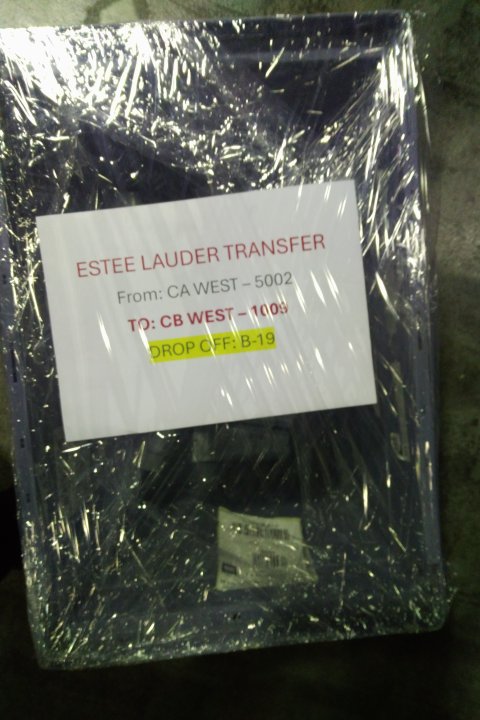 ESTEE LAUDER TRANSFER
From: CA WEST – 5002
TO: CB WEST – 1009
DROP OFF: B-19